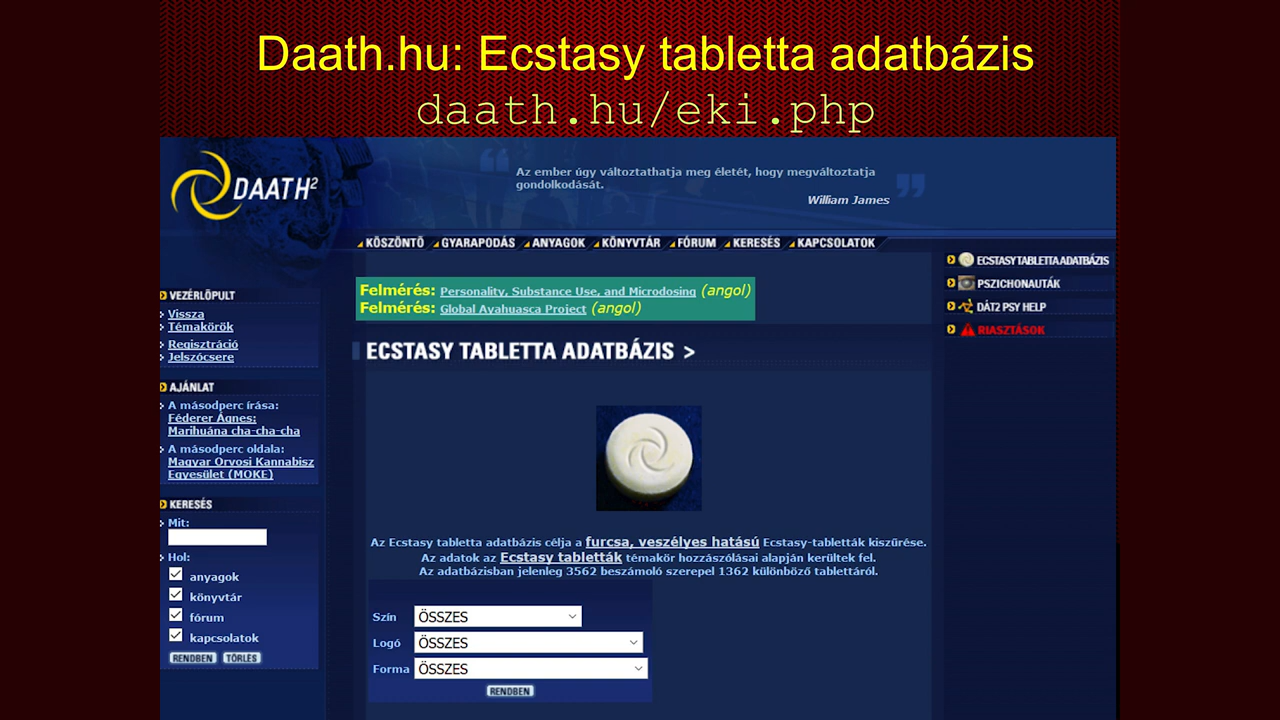 Daath.hu: Ecstasy tabletta adatbázis
daath.hu/eki.php
DAATH²
Az ember úgy változtathatja meg életét, hogy megváltoztatja
gondolkodását.
William James
KÖSZÖNTŐ GYARAPODÁS ANYAGOK KÖNYVTÁR FÓRUM KERESÉS KAPCSOLATOK
VEZÉRLŐPULT
Vissza
Témakörök
Regisztráció
Jelszócsere
AJÁNLAT
A másodperc írása:
Féderer Ágnes:
Marihuána cha-cha-cha
A másodperc oldala:
Magyar Orvosi Kannabisz
Egyesület (MOKE)
KERESÉS
Mit:
Hol:
anyagok
könyvtár
fórum
kapcsolatok
RENDBEN TÖRLÉS
Felmérés: Personality, Substance Use, and Microdosing (angol)
Felmérés: Global Ayahuasca Project (angol)
ECSTASY TABLETTA ADATBÁZIS >
Az Ecstasy tabletta adatbázis célja a furcsa, veszélyes hatású Ecstasy-tabletták kiszűrése.
Az adatok az Ecstasy tabletták témakör hozzászólásai alapján kerültek fel.
Az adatbázisban jelenleg 3562 beszámoló szerepel 1362 különböző tablettáról.
Szín ÖSSZES
Logó ÖSSZES
Forma ÖSSZES
RENDBEN
ECSTASY TABLETTA ADATBÁZIS
PSZICHONAUTÁK
DÁT2 PSY HELP
RIASZTÁSOK